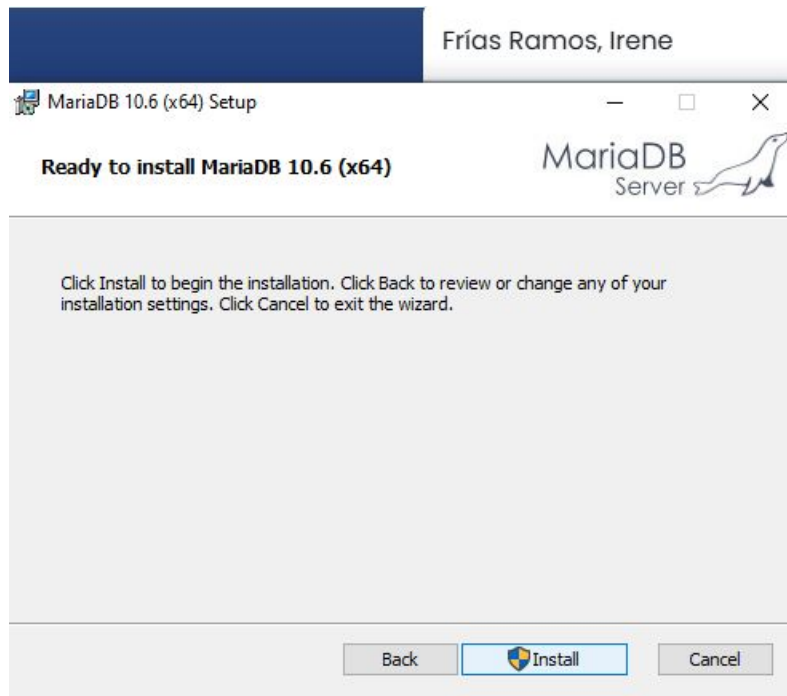 Frías Ramos, Irene
MariaDB 10.6 (x64) Setup
Ready to install MariaDB 10.6 (x64)
MariaDB
Server
Click Install to begin the installation. Click Back to review or change any of your
installation settings. Click Cancel to exit the wizard.
Back Install Cancel